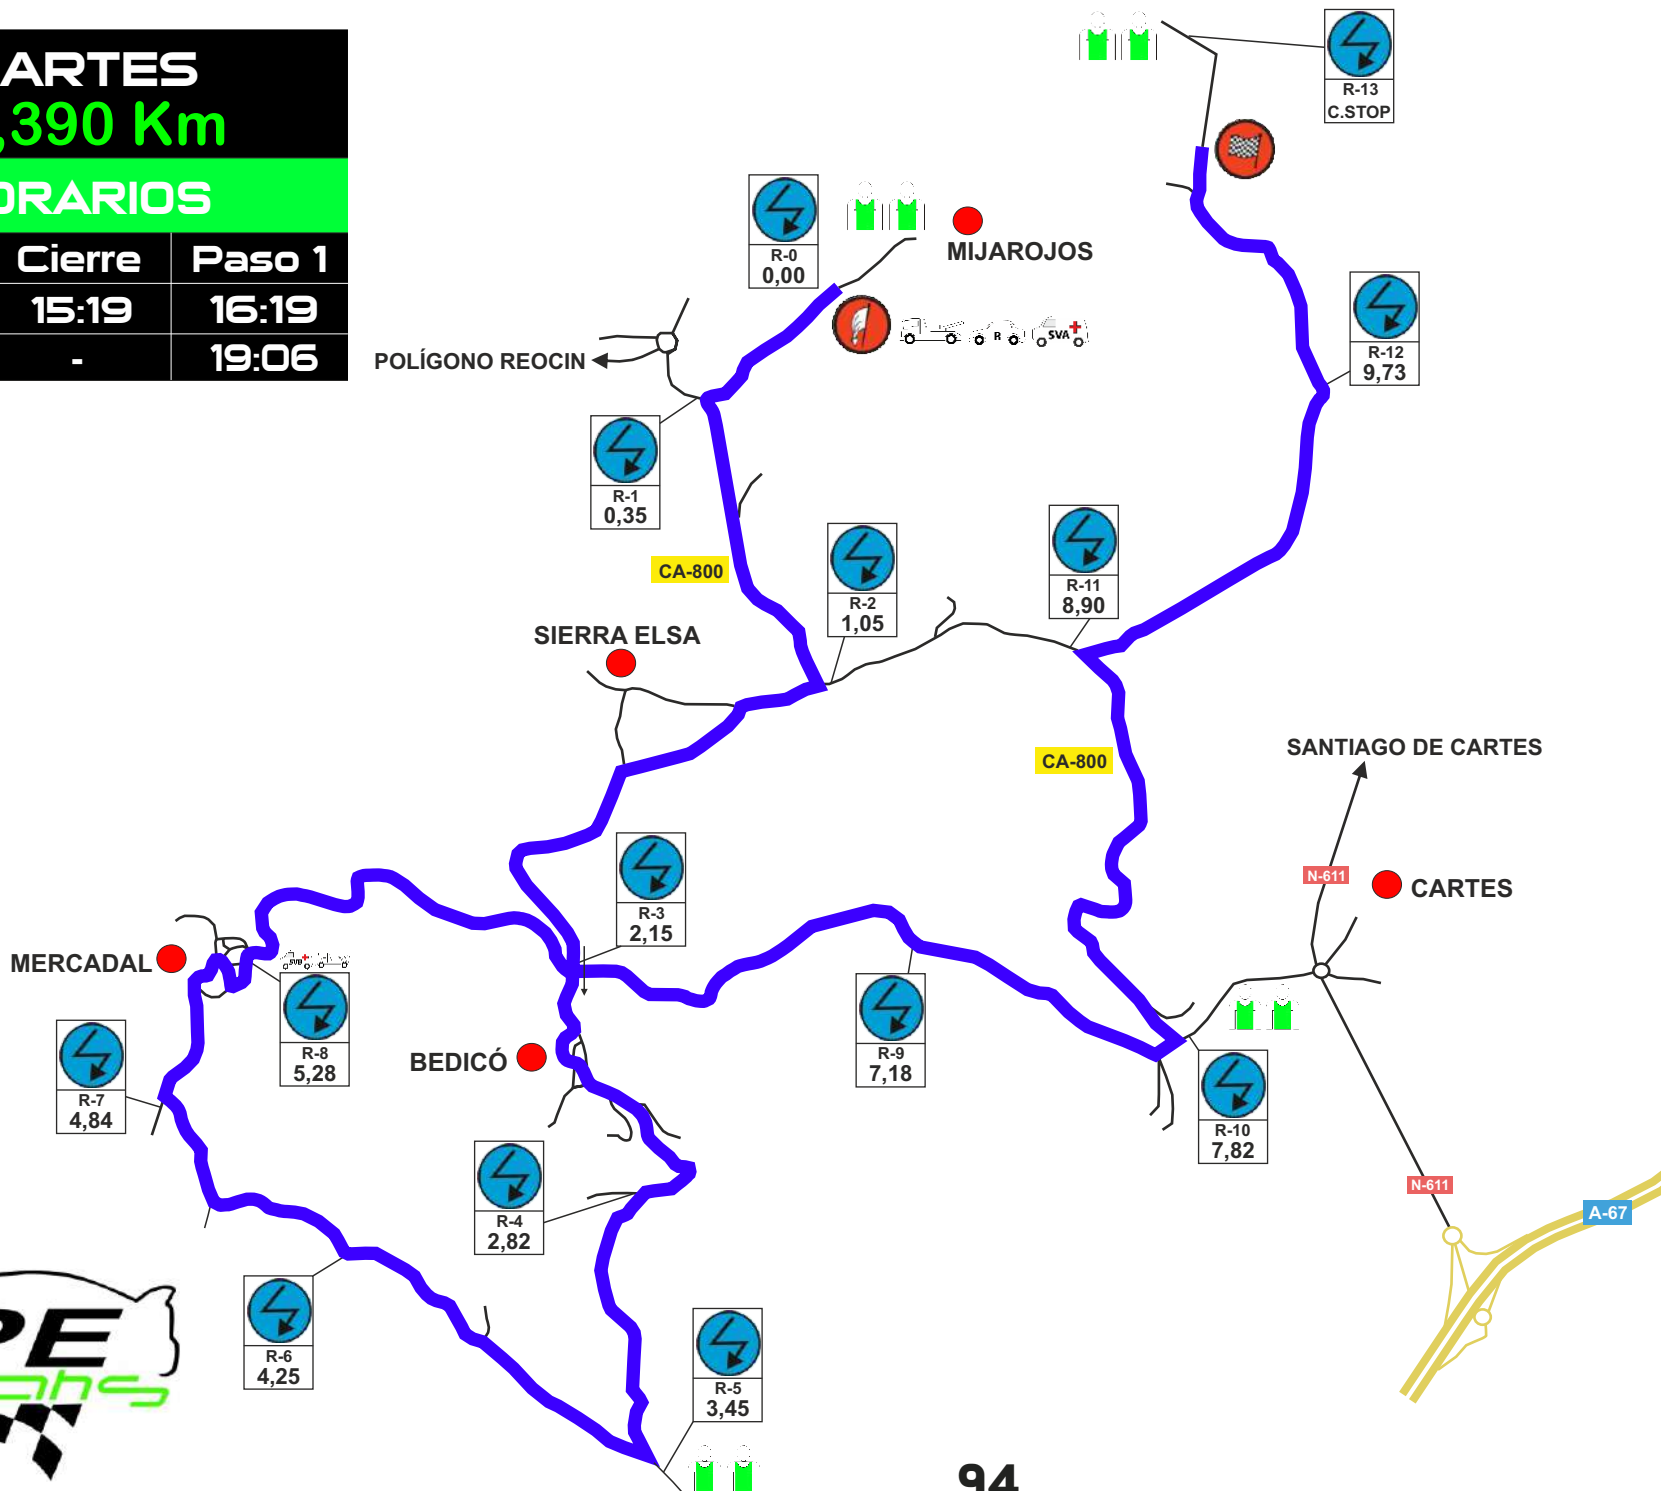 ARTES
,390 Km
ORARIOS
Cierre Paso 1
15:19 16:19
- 19:06
R-13
C.STOP
R-0
0,00
MIJAROJOS
R
SVA
POLÍGONO REOCIN
R-12
9,73
R-1
0,35
CA-800
R-2
1,05
R-11
8,90
SIERRA ELSA
CA-800
SANTIAGO DE CARTES
N-611
CARTES
R-3
2,15
MERCADAL
SVB
R-8
5,28
BEDICÓ
R-9
7,18
R-7
4,84
R-10
7,82
R-4
2,82
N-611
A-67
R-6
4,25
R-5
3,45
PE
94